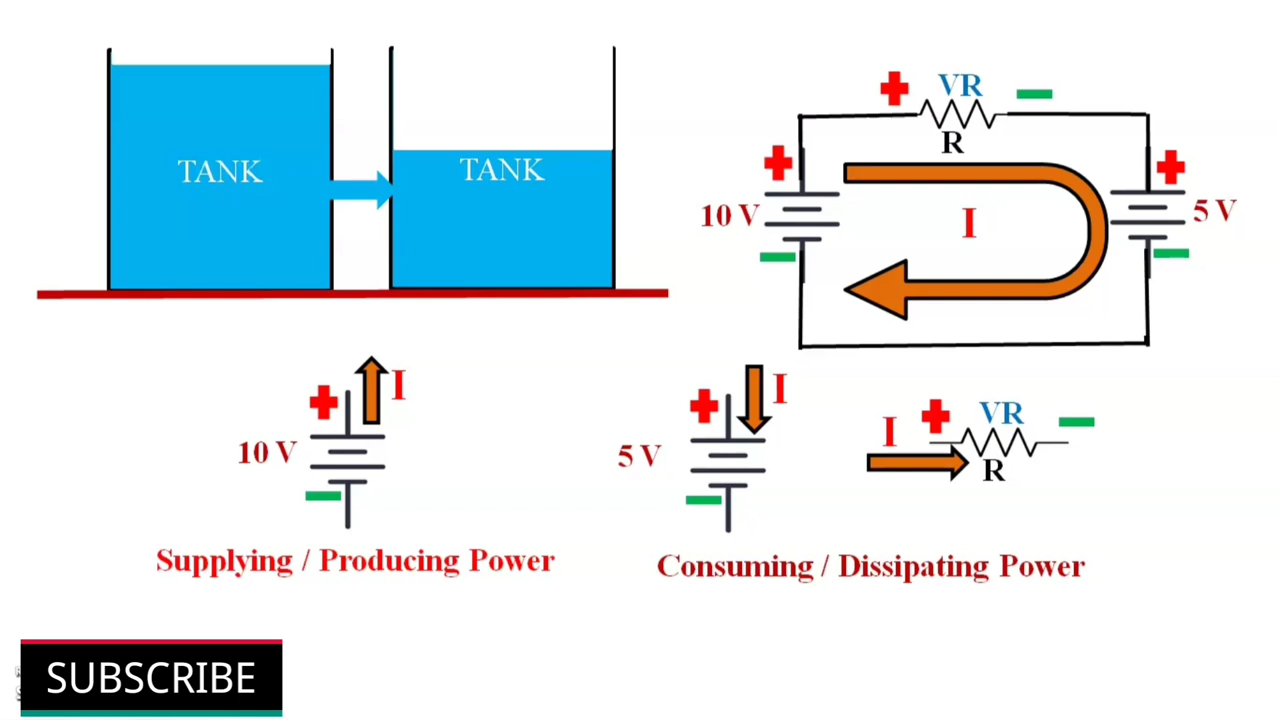 TANK
TANK
VR
R
10 V
I
5 V
I
10 V
I
5 V
I
VR
R
Supplying / Producing Power
Consuming / Dissipating Power
SUBSCRIBE